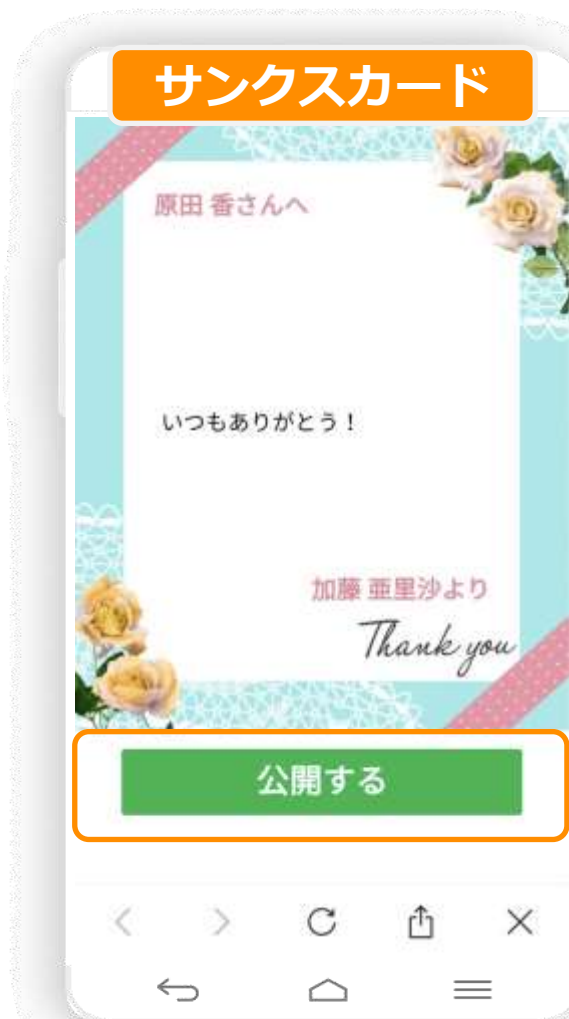 サンクスカード
原田 香さんへ
いつもありがとう！
加藤 亜里沙より
Thank you
公開する